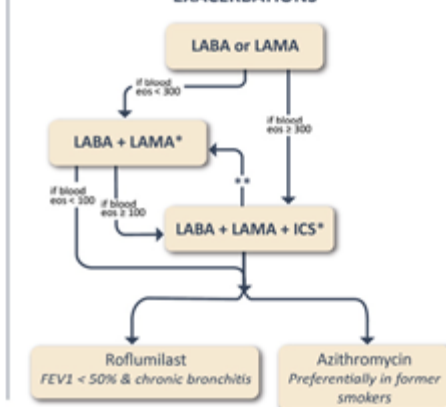 EXACERBATIONS
LABA or LAMA
if blood
eos < 300
if blood
eos ≥ 300
LABA + LAMA*
**
if blood
eos < 100
if blood
eos ≥ 100
LABA + LAMA + ICS*
Roflumilast
FEV1 < 50% & chronic bronchitis
Azithromycin
Preferentially in former
smokers